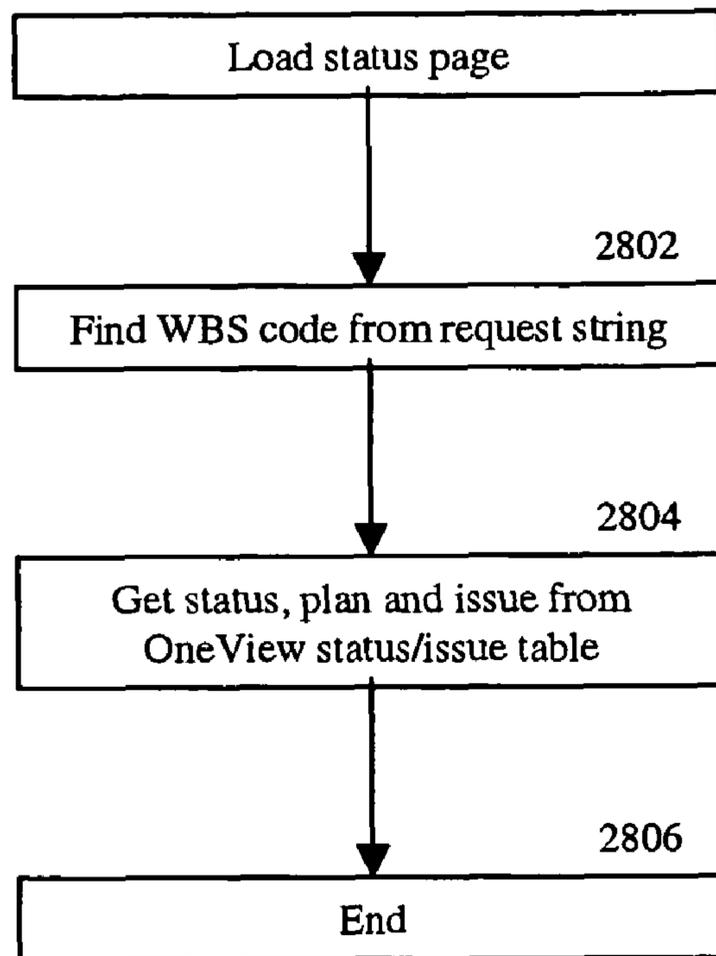 Load status page
2802
Find WBS code from request string
2804
Get status, plan and issue from
OneView status/issue table
2806
End